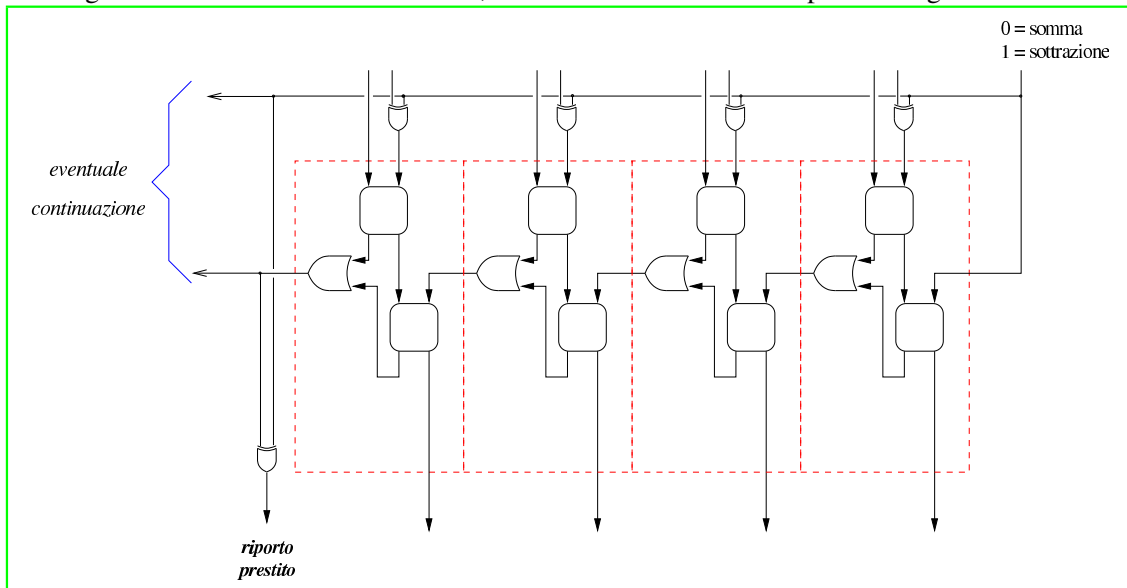 0 = somma
1 = sottrazione
eventuale
continuazione
riporto
prestito